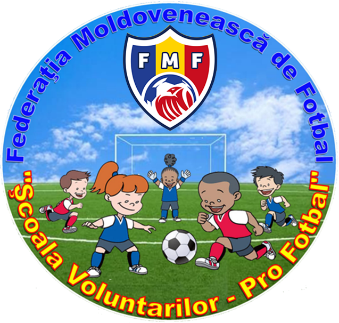 Federația Moldovenească de Fotbal
FMF
"Școala Voluntarilor - Pro Fotbal"